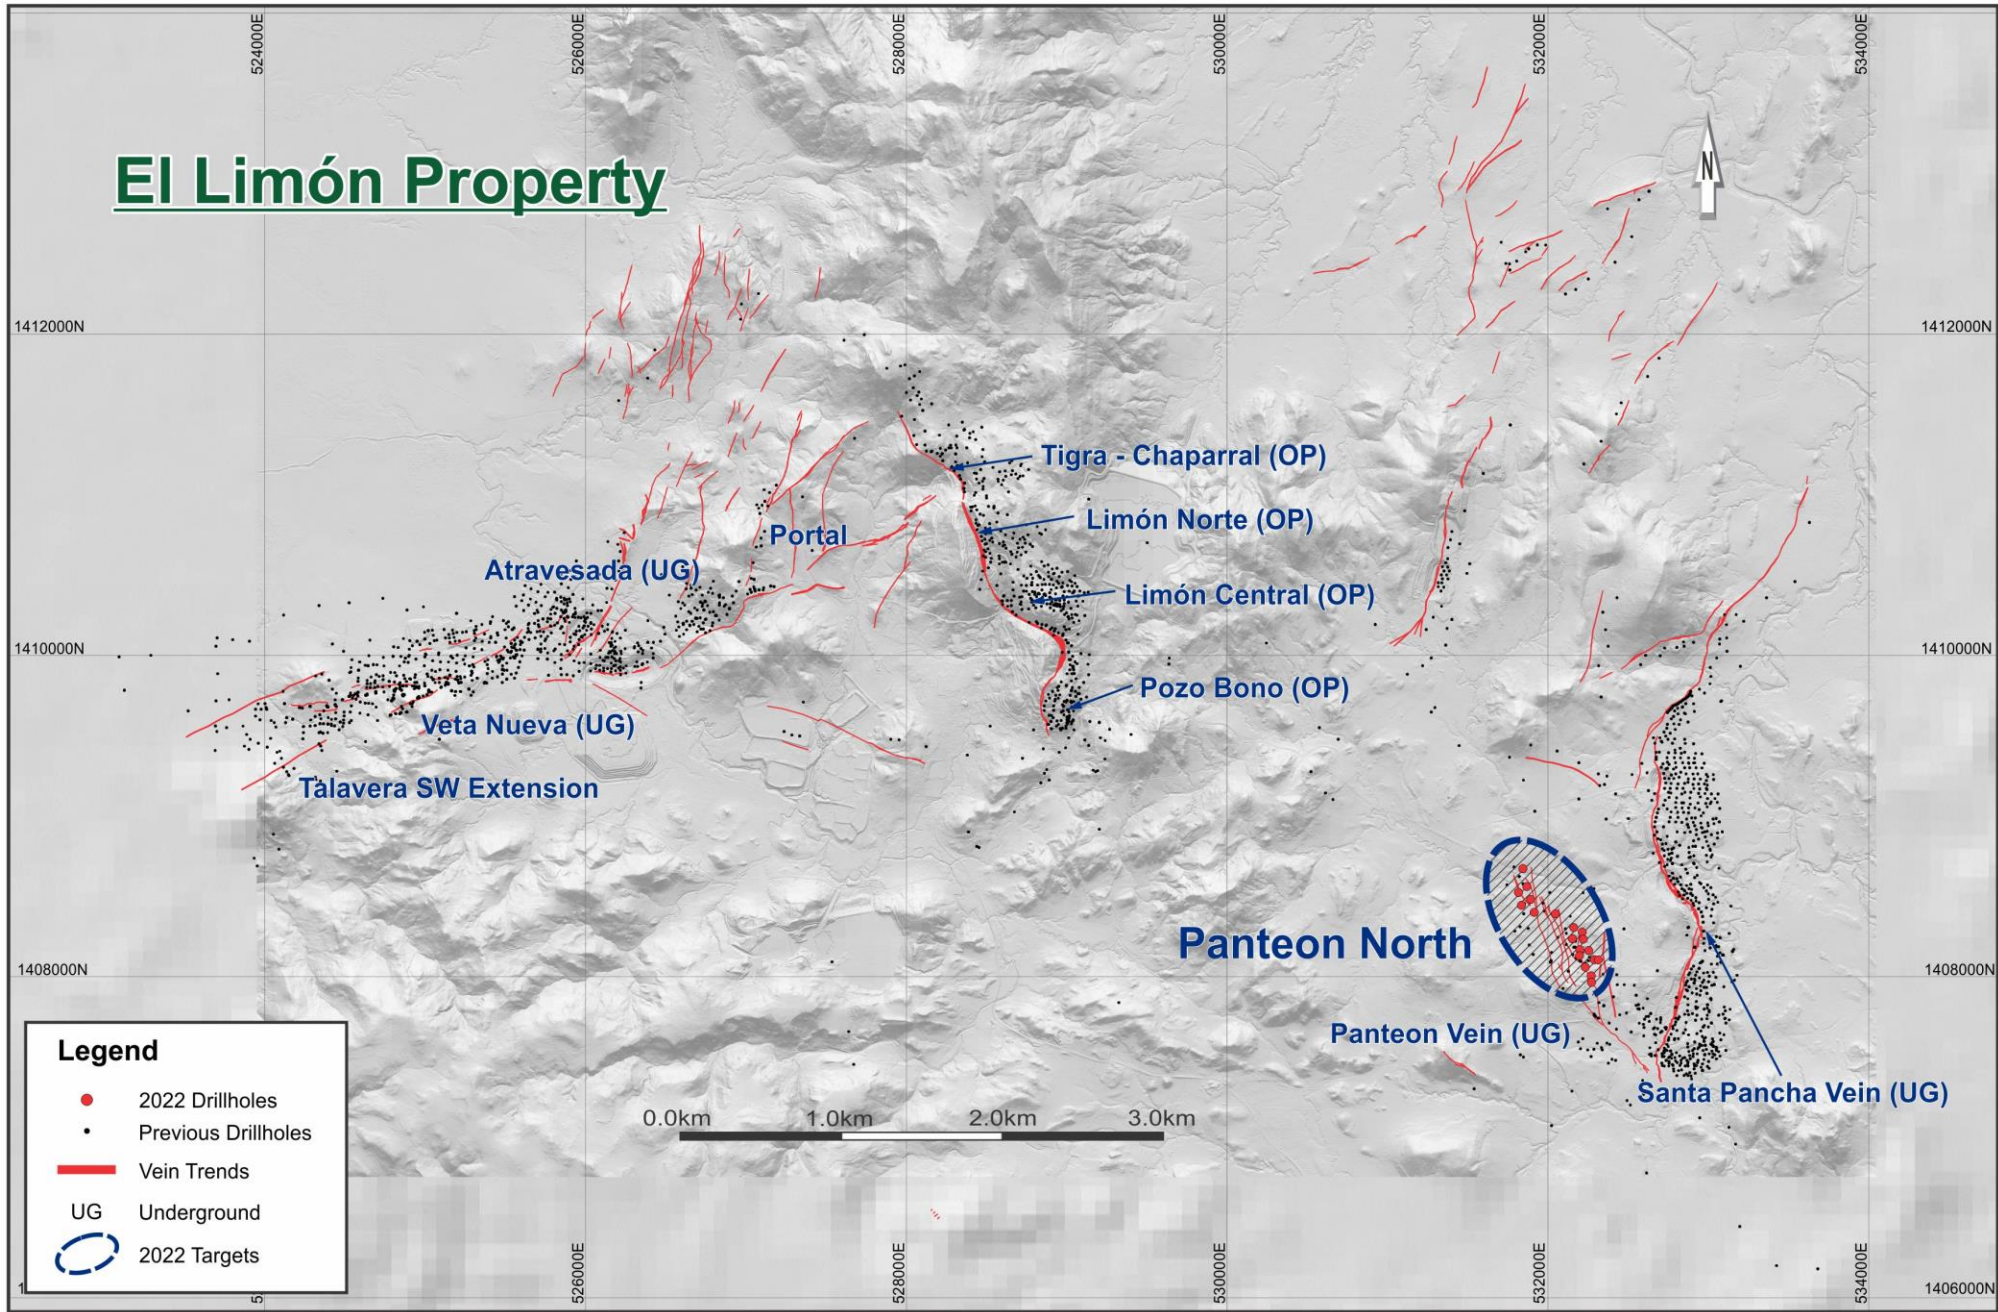 524000E
526000E
528000E
530000E
532000E
534000E
El Limón Property
N
1412000N
1412000N
Tigra - Chaparral (OP)
Limón Norte (OP)
Portal
Atravesada (UG)
Limón Central (OP)
1410000N
1410000N
Pozo Bono (OP)
Veta Nueva (UG)
Talavera SW Extension
Panteon North
1408000N
1408000N
Panteon Vein (UG)
Santa Pancha Vein (UG)
0.0km 1.0km 2.0km 3.0km
Legend
2022 Drillholes
Previous Drillholes
Vein Trends
UG Underground
2022 Targets
526000E
528000E
530000E
532000E
534000E
1406000N